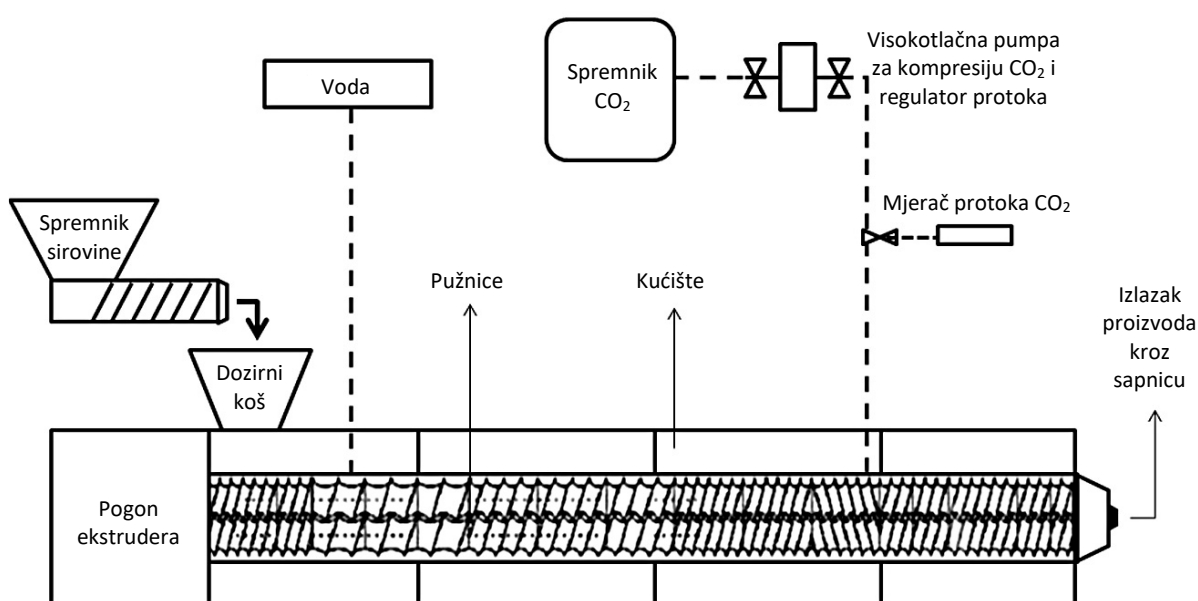 Voda
Spremnik
CO₂
Visokotlačna pumpa
za kompresiju CO₂ i
regulator protoka
Mjerač protoka CO₂
Spremnik
sirovine
Pužnice
Kućište
Izlazak
proizvoda
kroz
sapnicu
Dozirni
koš
Pogon
ekstrudera